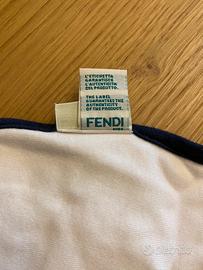 L'ETICHETTA
GARANTISCE
L'AUTENTICITÀ
DEL PRODOTTO.
THE LABEL
GUARANTEES THE
AUTHENTICITY
OF THE PRODUCT.
FENDI